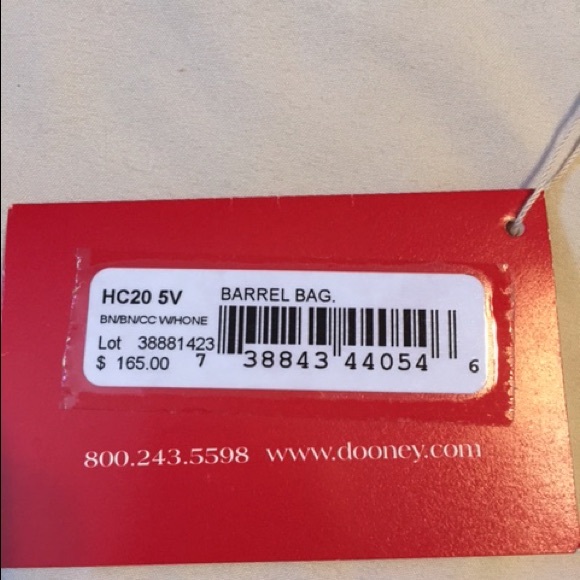 HC20 5V BARREL BAG.
BN/BN/CC W/HONE
Lot 38881423
$ 165.00 7 38843 44054 6
800.243.5598 www.dooney.com